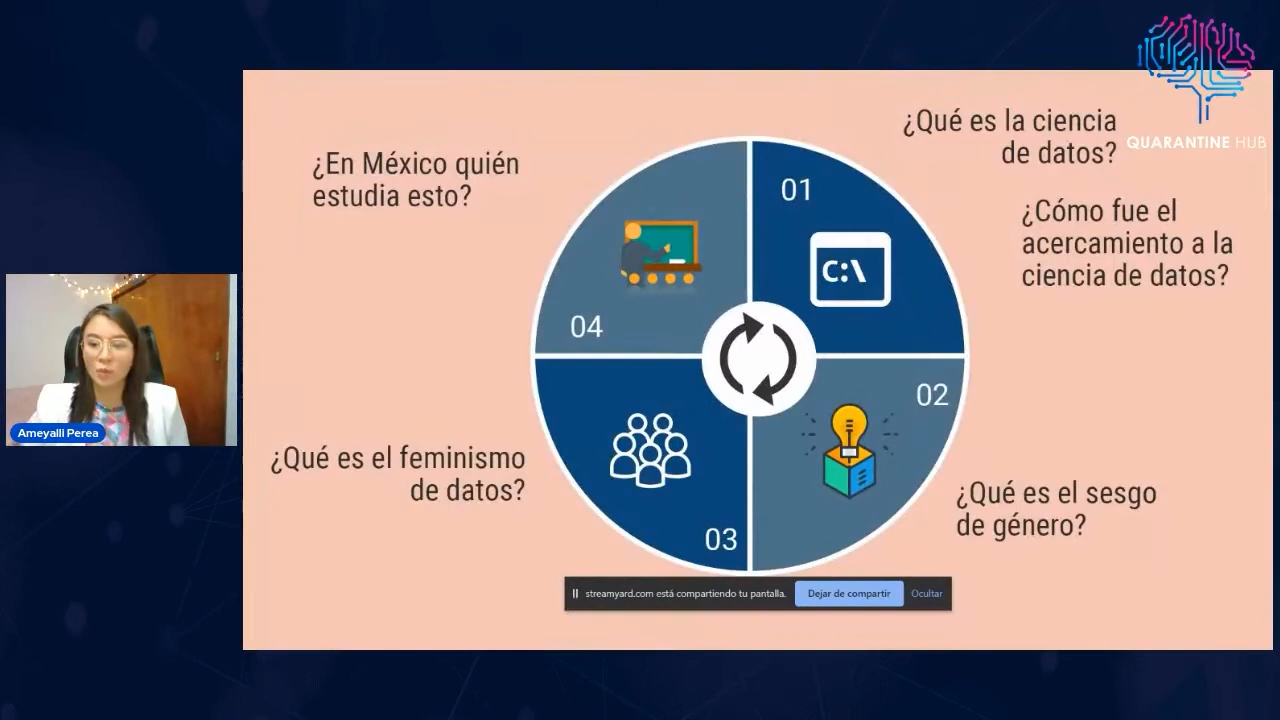 QUARANTINE HUB
¿Qué es la ciencia
de datos?
¿Cómo fue el
acercamiento a la
ciencia de datos?
01
C:\
02
¿Qué es el sesgo
de género?
03
¿Qué es el feminismo
de datos?
04
¿En México quién
estudia esto?
Ameyalli Perea
streamyard.com está compartiendo tu pantalla.
Dejar de compartir
Ocultar